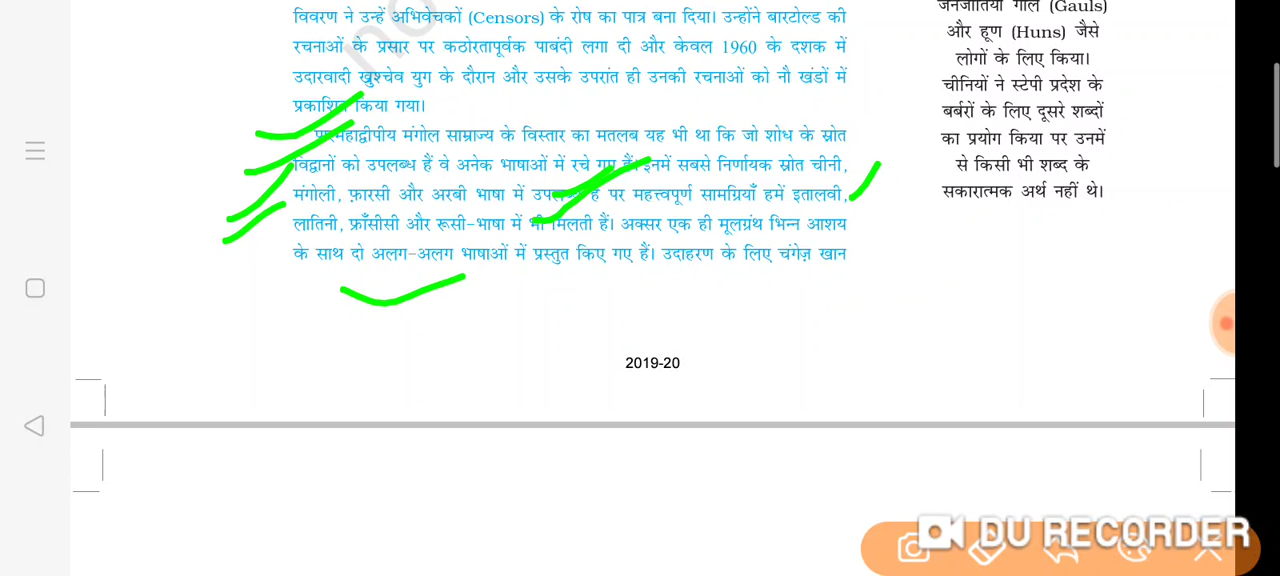 विवरण ने उन्हें अभिवेचकों (Censors) के रोष का पात्र बना दिया। उन्होंने बारटोल्ड की
रचनाओं के प्रसार पर कठोरतापूर्वक पाबंदी लगा दी और केवल 1960 के दशक में
उदारवादी ख्रुश्चेव युग के दौरान और उसके उपरांत ही उनकी रचनाओं को नौ खंडों में
प्रकाशित किया गया।
पारमहाद्वीपीय मंगोल साम्राज्य के विस्तार का मतलब यह भी था कि जो शोध के स्रोत
विद्वानों को उपलब्ध हैं वे अनेक भाषाओं में रचे गए हैं। इनमें सबसे निर्णायक स्रोत चीनी,
मंगोली, फ़ारसी और अरबी भाषा में उपलब्ध हैं पर महत्त्वपूर्ण सामग्रियाँ हमें इतालवी,
लातिनी, फ्रांसीसी और रूसी-भाषा में भी मिलती हैं। अक्सर एक ही मूलग्रंथ भिन्न आशय
के साथ दो अलग-अलग भाषाओं में प्रस्तुत किए गए हैं। उदाहरण के लिए चंगेज़ खान
जनजातियों गॉल (Gauls)
और हूण (Huns) जैसे
लोगों के लिए किया।
चीनियों ने स्टेपी प्रदेश के
बर्बरों के लिए दूसरे शब्दों
का प्रयोग किया पर उनमें
से किसी भी शब्द के
सकारात्मक अर्थ नहीं थे।
2019-20
DU RECORDER